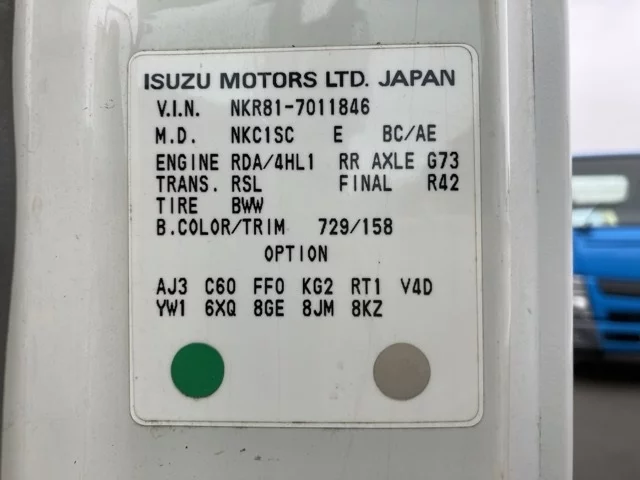 ISUZU MOTORS LTD. JAPAN
V.I.N. NKR81-7011846
M.D. NKC1SC E BC/AE
ENGINE RDA/4HL1 RR AXLE G73
TRANS. RSL FINAL R42
TIRE BWW
B.COLOR/TRIM 729/158
OPTION
AJ3 C60 FF0 KG2 RT1 V4D
YW1 6XQ 8GE 8JM 8KZ